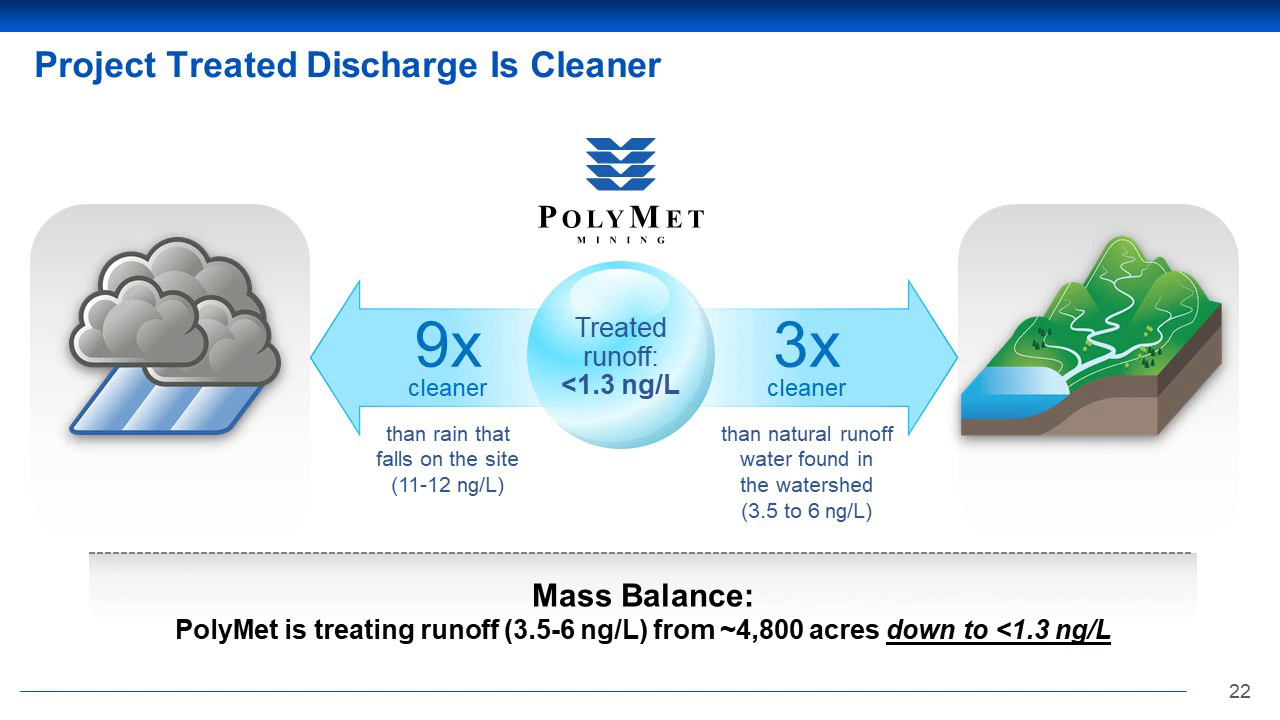 Project Treated Discharge Is Cleaner
POLYMET
MINING
9x
cleaner
than rain that
falls on the site
(11-12 ng/L)
Treated
runoff:
<1.3 ng/L
3x
cleaner
than natural runoff
water found in
the watershed
(3.5 to 6 ng/L)
Mass Balance:
PolyMet is treating runoff (3.5-6 ng/L) from ~4,800 acres down to <1.3 ng/L
22